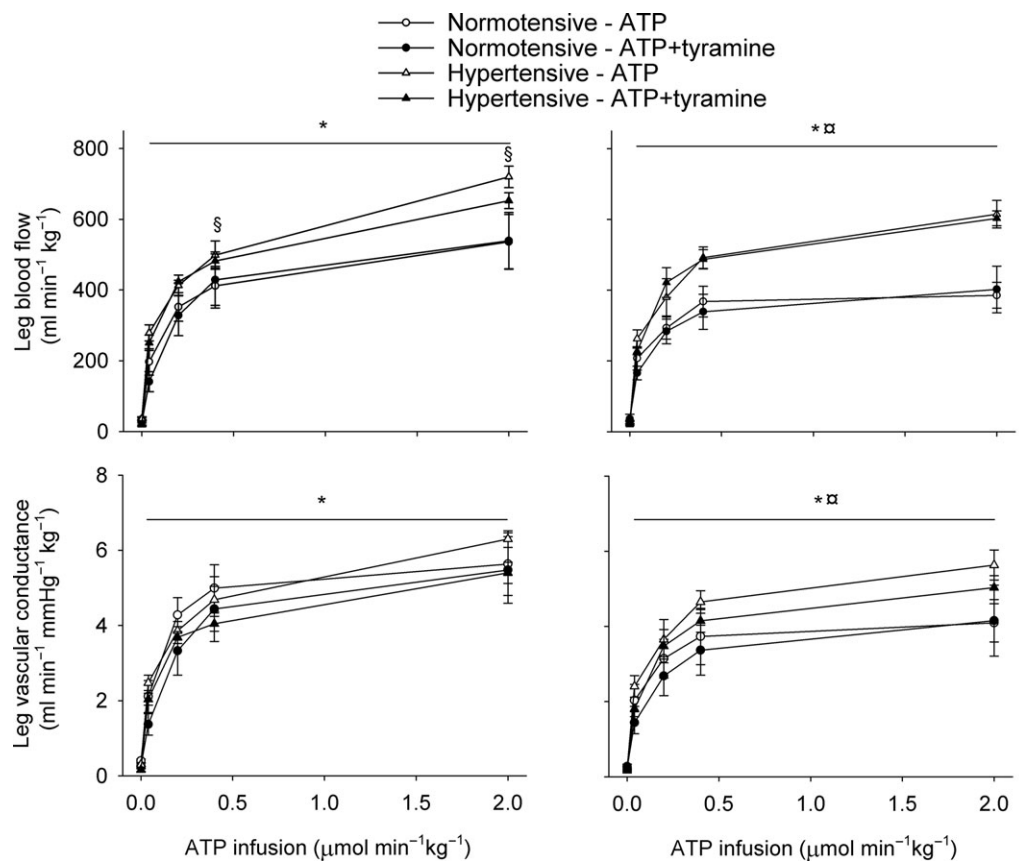 Normotensive - ATP
Normotensive - ATP+tyramine
Hypertensive - ATP
Hypertensive - ATP+tyramine
*
* ¤
§
§
800
600
400
200
0
Leg blood flow
(ml min⁻¹ kg⁻¹)
*
* ¤
8
6
4
2
0
Leg vascular conductance
(ml min⁻¹ mmHg⁻¹ kg⁻¹)
0.0 0.5 1.0 1.5 2.0
0.0 0.5 1.0 1.5 2.0
ATP infusion (μmol min⁻¹kg⁻¹)
ATP infusion (μmol min⁻¹kg⁻¹)